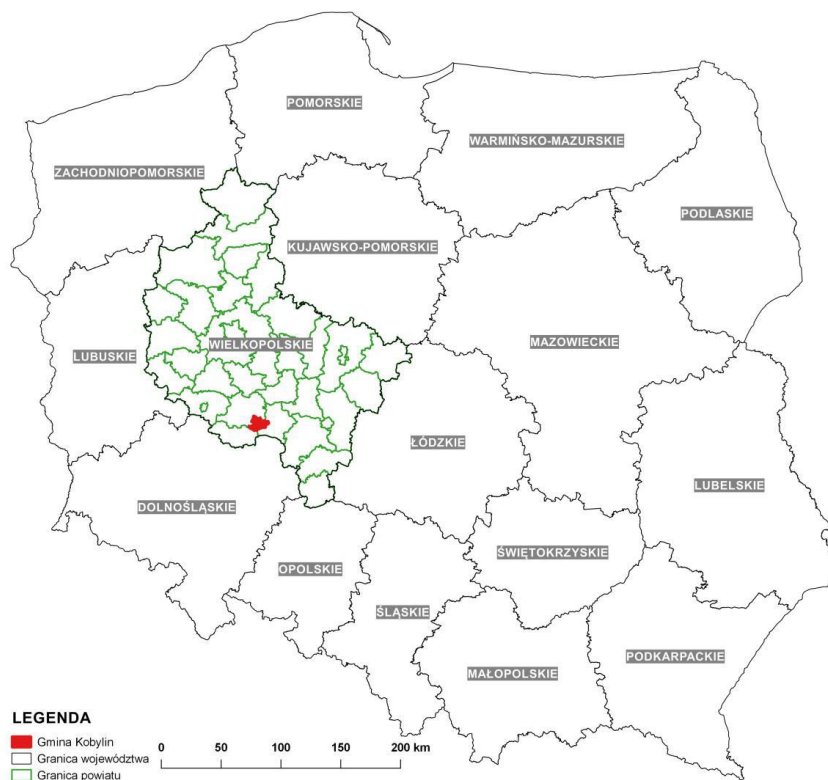 POMORSKIE
WARMIŃSKO-MAZURSKIE
ZACHODNIOPOMORSKIE
PODLASKIE
KUJAWSKO-POMORSKIE
WIELKOPOLSKIE
MAZOWIECKIE
LUBUSKIE
ŁÓDZKIE
LUBELSKIE
DOLNOŚLĄSKIE
ŚWIĘTOKRZYSKIE
OPOLSKIE
ŚLĄSKIE
PODKARPACKIE
MAŁOPOLSKIE
LEGENDA
Gmina Kobylin
Granica województwa
Granica powiatu
0 50 100 150 200 km